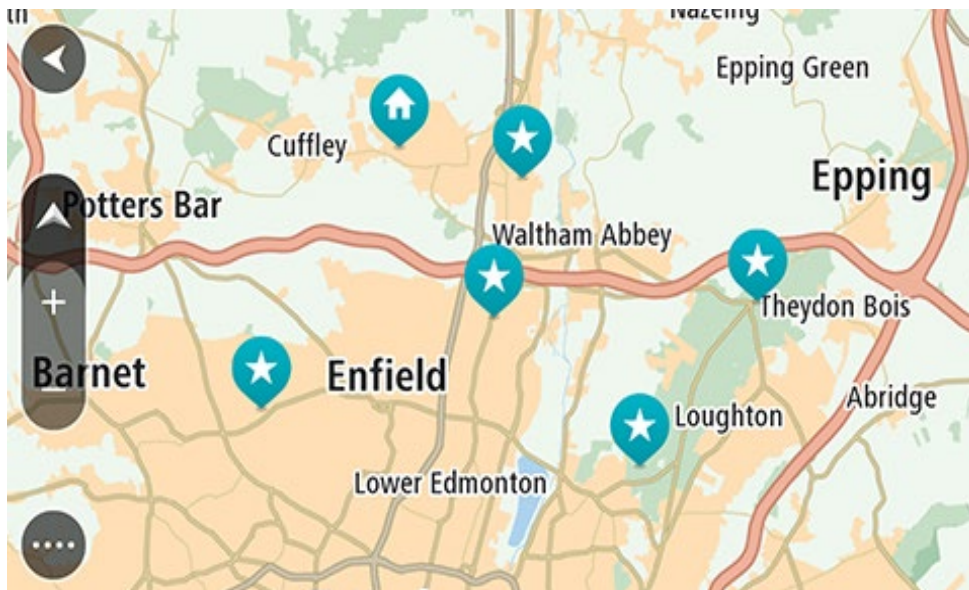 Nazeing
Epping Green
Cuffley
Epping
Potters Bar
Waltham Abbey
Theydon Bois
Barnet
Enfield
Abridge
Loughton
Lower Edmonton